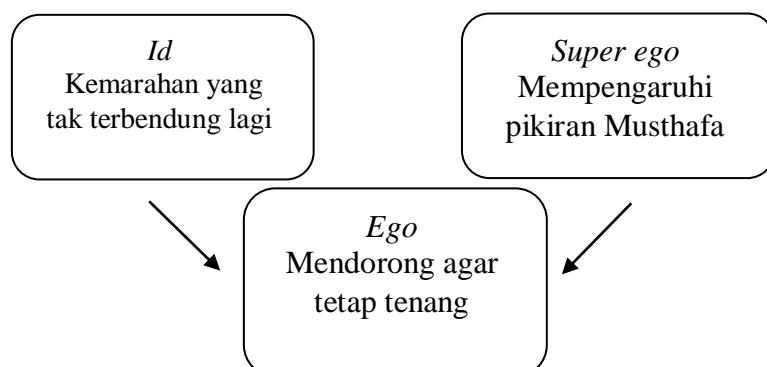 Id
Kemarahan yang
tak terbendung lagi
Super ego
Mempengaruhi
pikiran Musthafa
Ego
Mendorong agar
tetap tenang